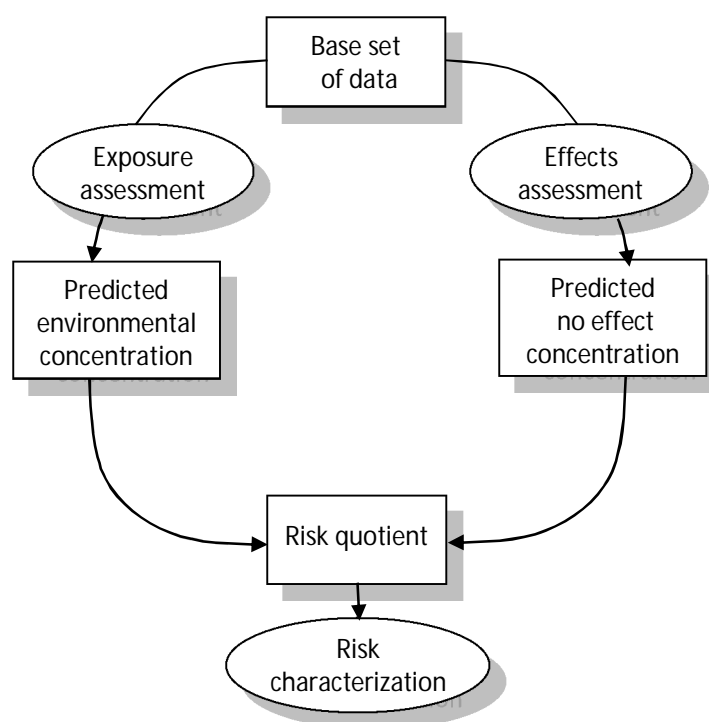 Base set
of data
Exposure
assessment
Effects
assessment
Predicted
environmental
concentration
Predicted
no effect
concentration
Risk quotient
Risk
characterization